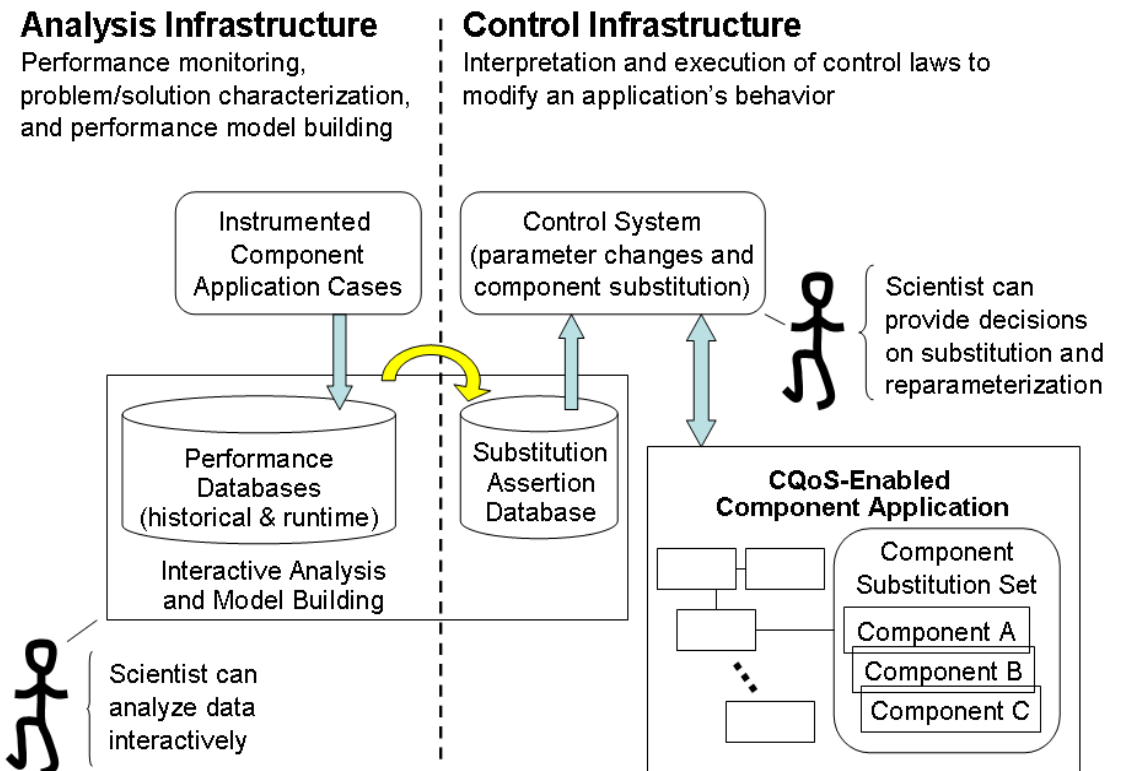 Analysis Infrastructure
Performance monitoring,
problem/solution characterization,
and performance model building
Control Infrastructure
Interpretation and execution of control laws to
modify an application's behavior
Instrumented
Component
Application Cases
Control System
(parameter changes and
component substitution)
Scientist can
provide decisions
on substitution and
reparameterization
Performance
Databases
(historical & runtime)
Substitution
Assertion
Database
Interactive Analysis
and Model Building
Scientist can
analyze data
interactively
CQoS-Enabled
Component Application
Component
Substitution Set
Component A
Component B
Component C